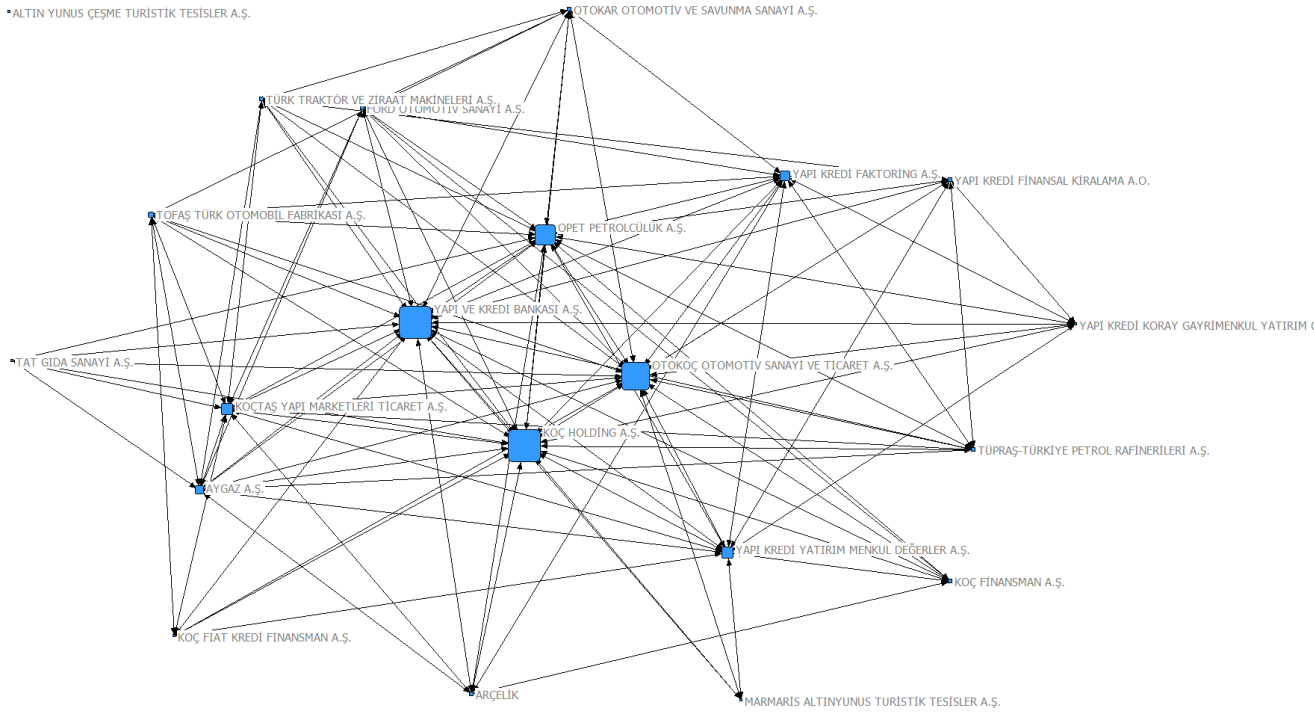 OTOKAR OTOMOTİV VE SAVUNMA SANAYİ A.Ş.
ALTIN YUNUS ÇEŞME TURİSTİK TESİSLER A.Ş.
TÜRK TRAKTÖR VE ZİRAAT MAKİNELERİ A.Ş.
FORD OTOMOTİV SANAYİ A.Ş.
YAPI KREDİ FAKTORİNG A.Ş.
YAPI KREDİ FİNANSAL KİRALAMA A.O.
TOFAŞ TÜRK OTOMOBİL FABRİKASI A.Ş.
OPET PETROLCÜLÜK A.Ş.
YAPI VE KREDİ BANKASI A.Ş.
YAPI KREDİ KORAY GAYRİMENKUL YATIRIM
TAT GIDA SANAYİ A.Ş.
OTOKOÇ OTOMOTİV SANAYİ VE TİCARET A.Ş.
KOÇTAŞ YAPI MARKETLERİ TİCARET A.Ş.
KOÇ HOLDİNG A.Ş.
TÜPRAŞ-TÜRKİYE PETROL RAFİNERİLERİ A.Ş.
AYGAZ A.Ş.
YAPI KREDİ YATIRIM MENKUL DEĞERLER A.Ş.
KOÇ FİNANSMAN A.Ş.
KOÇ FIAT KREDİ FİNANSMAN A.Ş.
ARÇELİK
MARMARİS ALTINYUNUS TURİSTİK TESİSLER A.Ş.